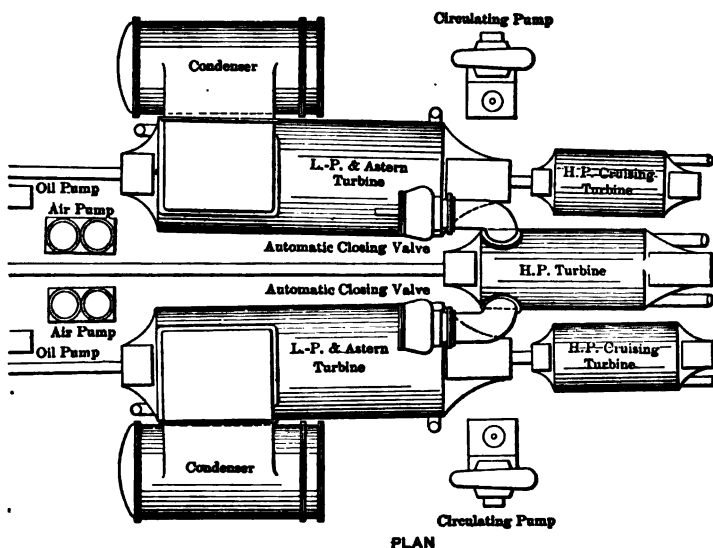 Circulating Pump
Condenser
L.-P. & Astern
Turbine
H.P. Cruising
Turbine
Oil Pump
Air Pump
Automatic Closing Valve
H.P. Turbine
Automatic Closing Valve
Air Pump
Oil Pump
L.-P. & Astern
Turbine
H.P. Cruising
Turbine
Condenser
Circulating Pump
PLAN